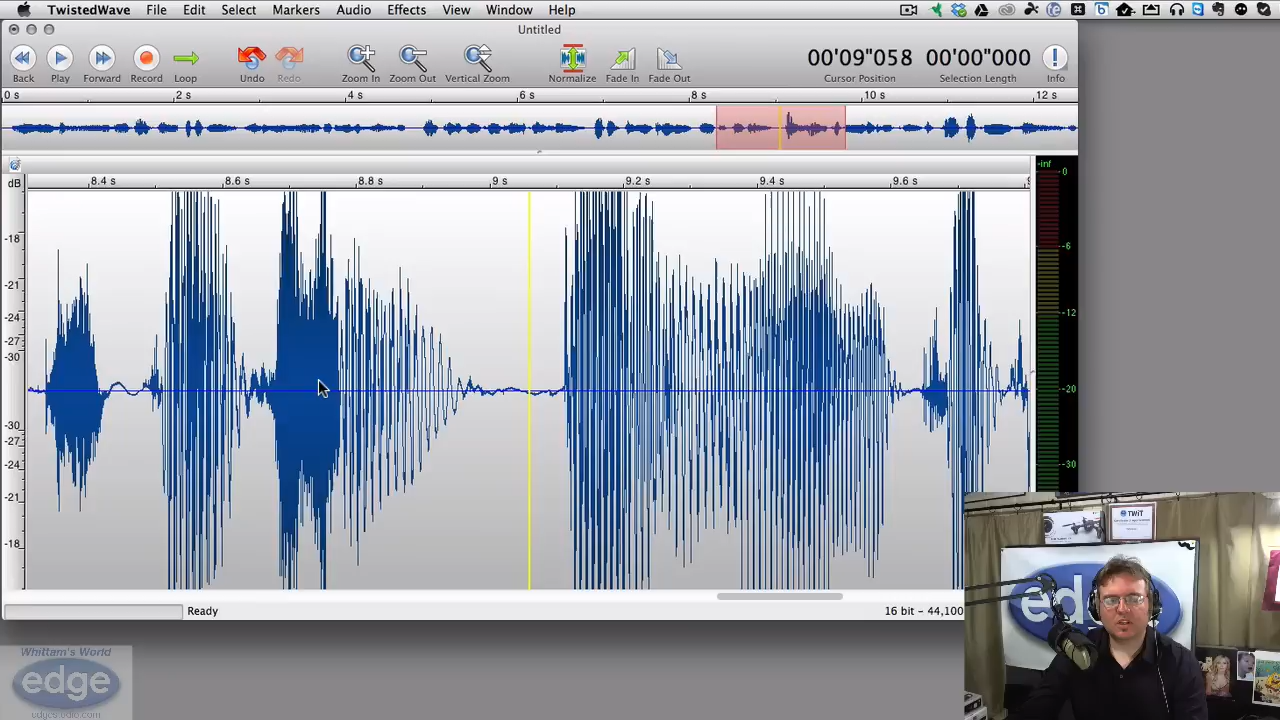 TwistedWave File Edit Select Markers Audio Effects View Window Help
Untitled
00'09"058 00'00"000
Back Play Forward Record Loop Undo Redo Zoom In Zoom Out Vertical Zoom Normalize Fade In Fade Out Cursor Position Selection Length Info
0 s 2 s 4 s 6 s 8 s 10 s 12 s
-inf
dB 8.4 s 8.6 s 8 s 9 s 9.2 s 9.4 s 9.6 s
0
-6
-12
-20
-30
-18
-24
-30
-27
-24
-21
-18
Ready 16 bit – 44,100
TWiT
edge
Whittam's World
edge
edgestudio.com